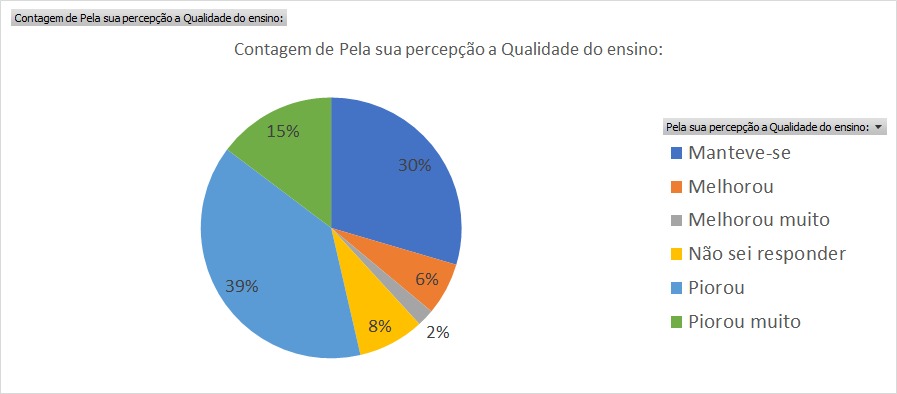 Contagem de Pela sua percepção a Qualidade do ensino:
Contagem de Pela sua percepção a Qualidade do ensino:
15%
30%
39%
6%
8%
2%
Pela sua percepção a Qualidade do ensino:
Manteve-se
Melhorou
Melhorou muito
Não sei responder
Piorou
Piorou muito